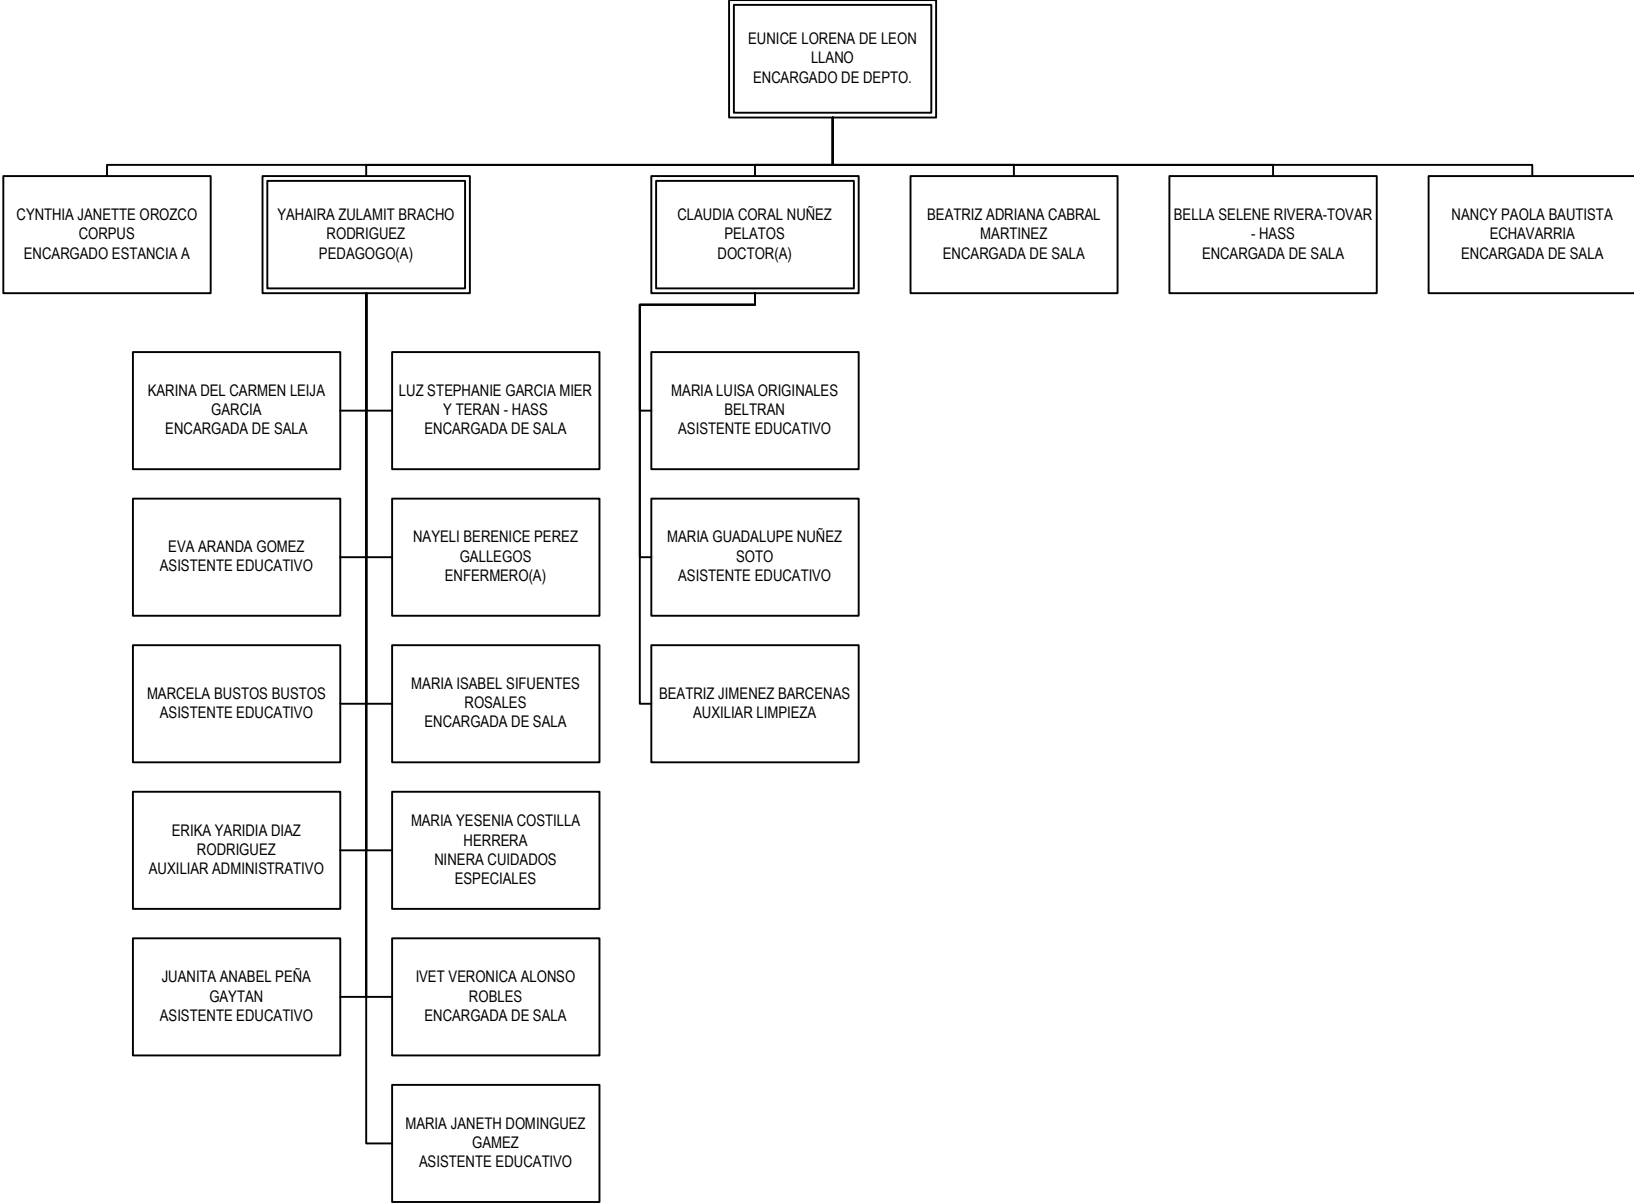 EUNICE LORENA DE LEON
LLANO
ENCARGADO DE DEPTO.
CYNTHIA JANETTE OROZCO
CORPUS
ENCARGADO ESTANCIA A
YAHAIRA ZULAMIT BRACHO
RODRIGUEZ
PEDAGOGO(A)
CLAUDIA CORAL NUÑEZ
PELATOS
DOCTOR(A)
BEATRIZ ADRIANA CABRAL
MARTINEZ
ENCARGADA DE SALA
BELLA SELENE RIVERA-TOVAR
- HASS
ENCARGADA DE SALA
NANCY PAOLA BAUTISTA
ECHAVARRIA
ENCARGADA DE SALA
KARINA DEL CARMEN LEIJA
GARCIA
ENCARGADA DE SALA
LUZ STEPHANIE GARCIA MIER
Y TERAN - HASS
ENCARGADA DE SALA
MARIA LUISA ORIGINALES
BELTRAN
ASISTENTE EDUCATIVO
EVA ARANDA GOMEZ
ASISTENTE EDUCATIVO
NAYELI BERENICE PEREZ
GALLEGOS
ENFERMERO(A)
MARIA GUADALUPE NUÑEZ
SOTO
ASISTENTE EDUCATIVO
MARCELA BUSTOS BUSTOS
ASISTENTE EDUCATIVO
MARIA ISABEL SIFUENTES
ROSALES
ENCARGADA DE SALA
BEATRIZ JIMENEZ BARCENAS
AUXILIAR LIMPIEZA
ERIKA YARIDIA DIAZ
RODRIGUEZ
AUXILIAR ADMINISTRATIVO
MARIA YESENIA COSTILLA
HERRERA
NINERA CUIDADOS
ESPECIALES
JUANITA ANABEL PEÑA
GAYTAN
ASISTENTE EDUCATIVO
IVET VERONICA ALONSO
ROBLES
ENCARGADA DE SALA
MARIA JANETH DOMINGUEZ
GAMEZ
ASISTENTE EDUCATIVO